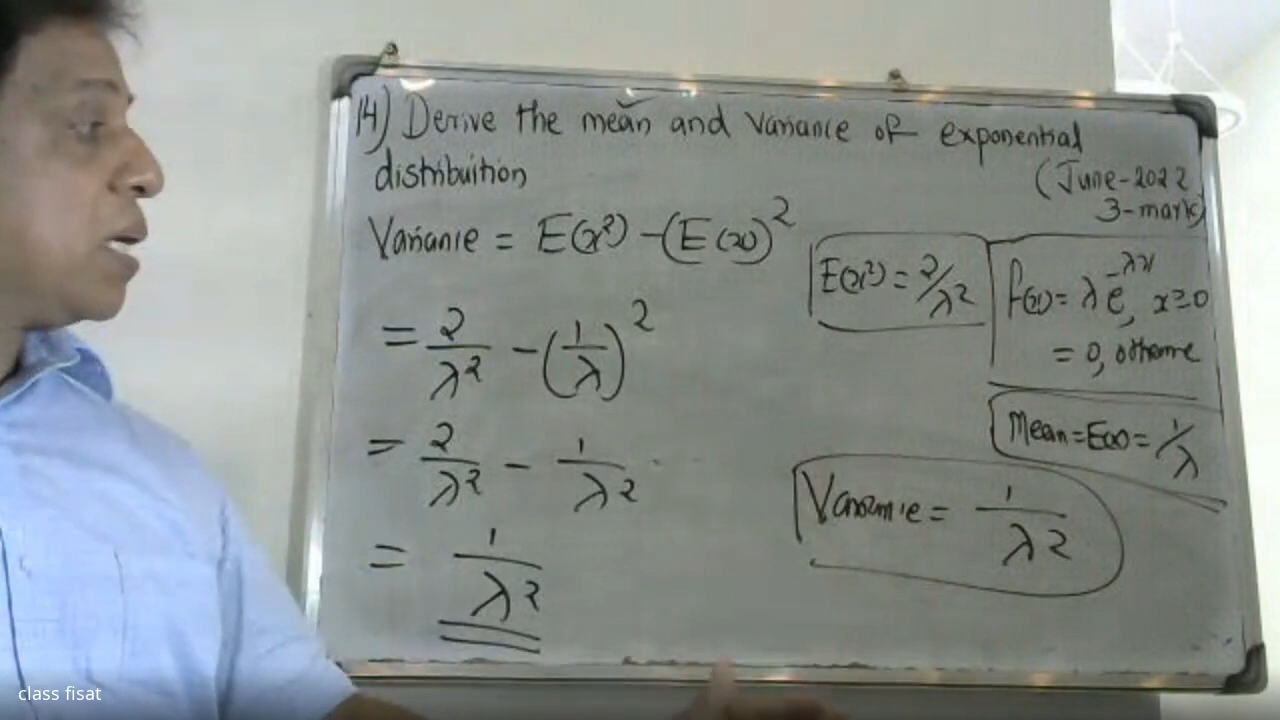 14) Derive the mean and variance of exponential
distribuition
(June-2022
3-mark)
Variance = E(x²) - (E(x))²
= 2/λ² - (1/λ)²
= 2/λ² - 1/λ²
= 1/λ²
E(x²) = 2/λ²
f(x) = λ e^-λx, x≥0
= 0, otherwise
Mean = E(x) = 1/λ
Variance = 1/λ²
class fisat